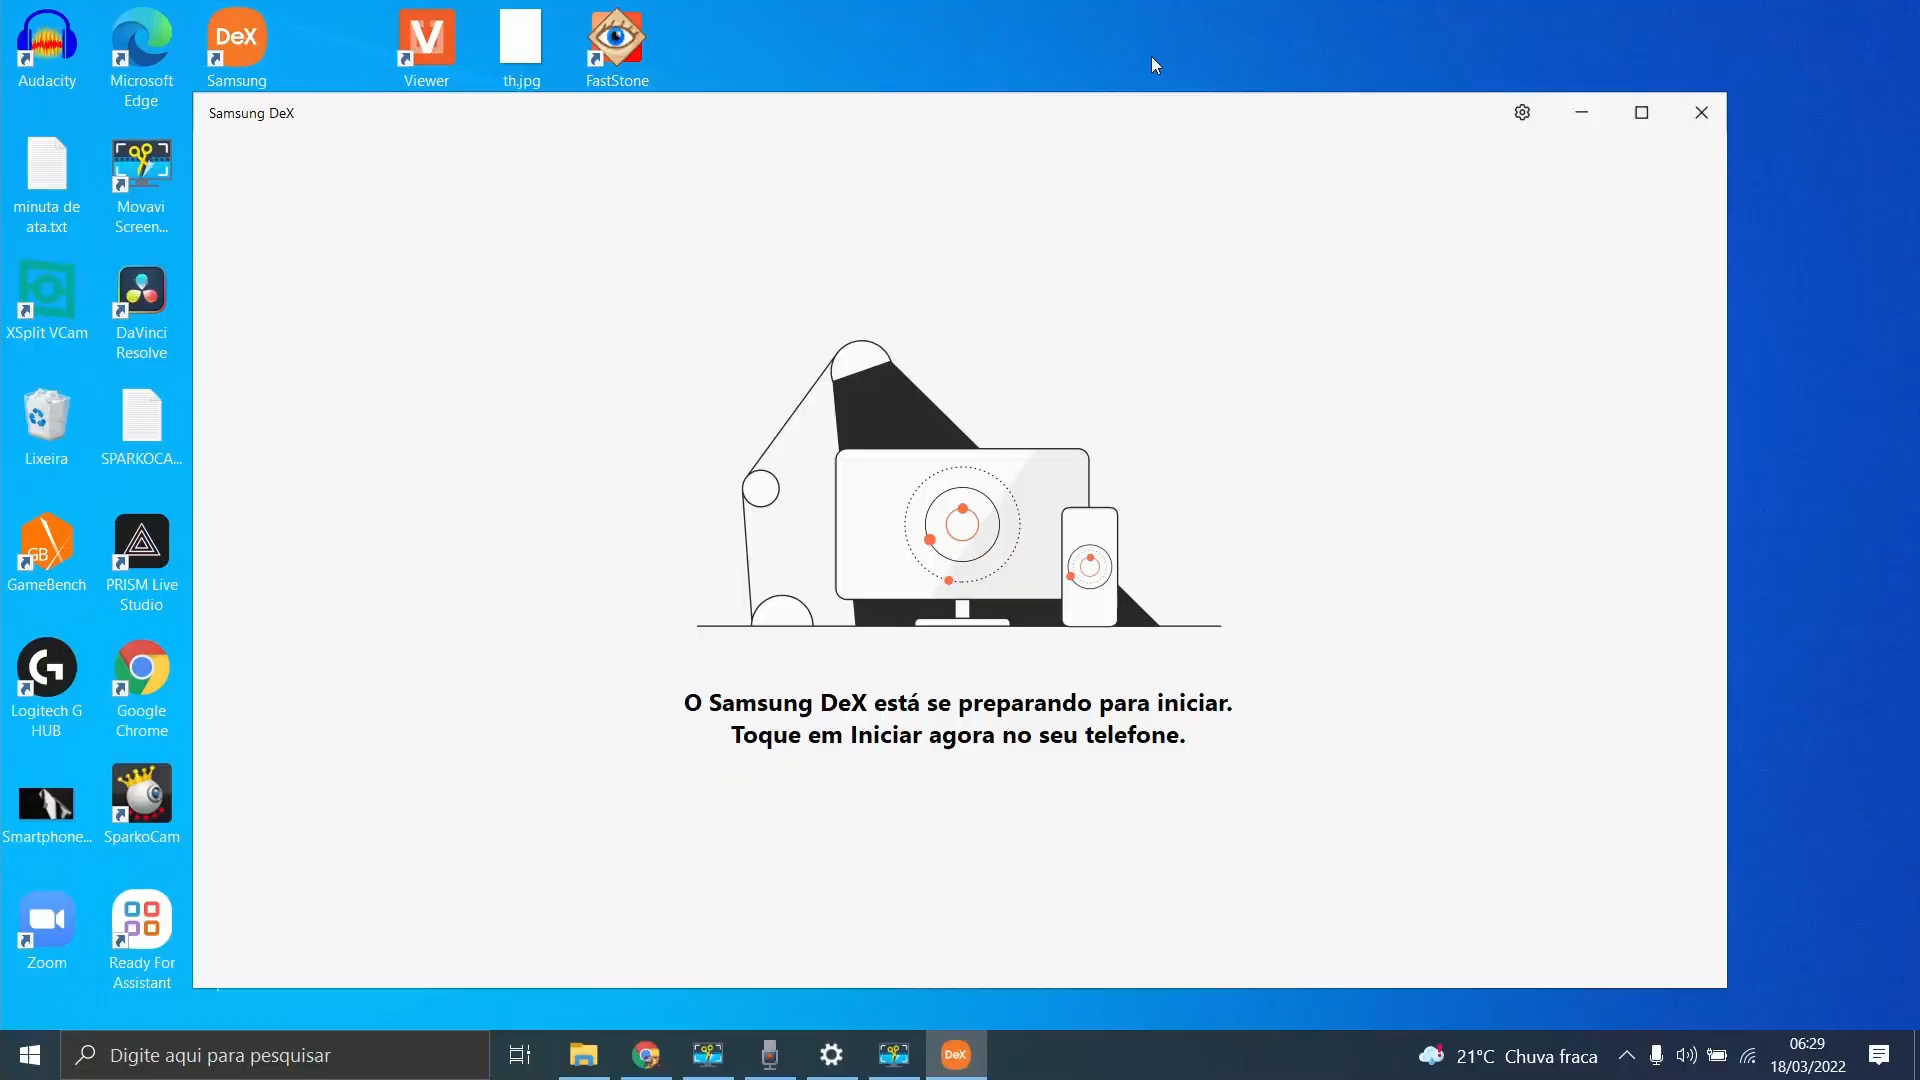 Audacity
Microsoft
Edge
DeX
Samsung
V
Viewer
th.jpg
FastStone
Samsung DeX
minuta de
ata.txt
Movavi
Screen...
XSplit VCam
DaVinci
Resolve
Lixeira
SPARKOCA...
GB
GameBench
PRISM Live
Studio
Logitech G
HUB
Google
Chrome
Smartphone...
SparkoCam
Zoom
Ready For
Assistant
O Samsung DeX está se preparando para iniciar.
Toque em Iniciar agora no seu telefone.
Digite aqui para pesquisar
DeX
21°C Chuva fraca
06:29
18/03/2022